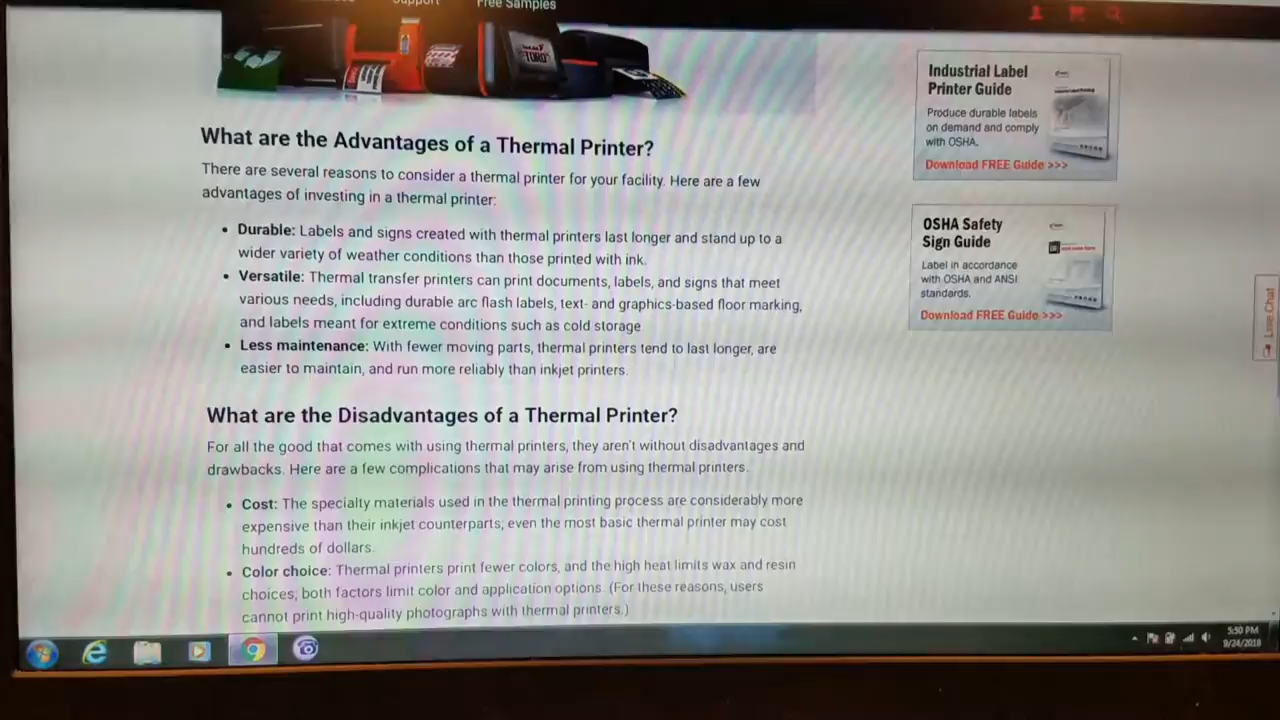 Support
Free Samples
TORO
What are the Advantages of a Thermal Printer?
There are several reasons to consider a thermal printer for your facility. Here are a few
advantages of investing in a thermal printer:
• Durable: Labels and signs created with thermal printers last longer and stand up to a
wider variety of weather conditions than those printed with ink.
• Versatile: Thermal transfer printers can print documents, labels, and signs that meet
various needs, including durable arc flash labels, text- and graphics-based floor marking,
and labels meant for extreme conditions such as cold storage
• Less maintenance: With fewer moving parts, thermal printers tend to last longer, are
easier to maintain, and run more reliably than inkjet printers.
What are the Disadvantages of a Thermal Printer?
For all the good that comes with using thermal printers, they aren't without disadvantages and
drawbacks. Here are a few complications that may arise from using thermal printers.
• Cost: The specialty materials used in the thermal printing process are considerably more
expensive than their inkjet counterparts; even the most basic thermal printer may cost
hundreds of dollars.
• Color choice: Thermal printers print fewer colors, and the high heat limits wax and resin
choices; both factors limit color and application options. (For these reasons, users
cannot print high-quality photographs with thermal printers.)
Industrial Label
Printer Guide
Produce durable labels
on demand and comply
with OSHA.
Download FREE Guide >>>
OSHA Safety
Sign Guide
Label in accordance
with OSHA and ANSI
standards.
Download FREE Guide >>>
Live Chat
5:50 PM
9/24/2018